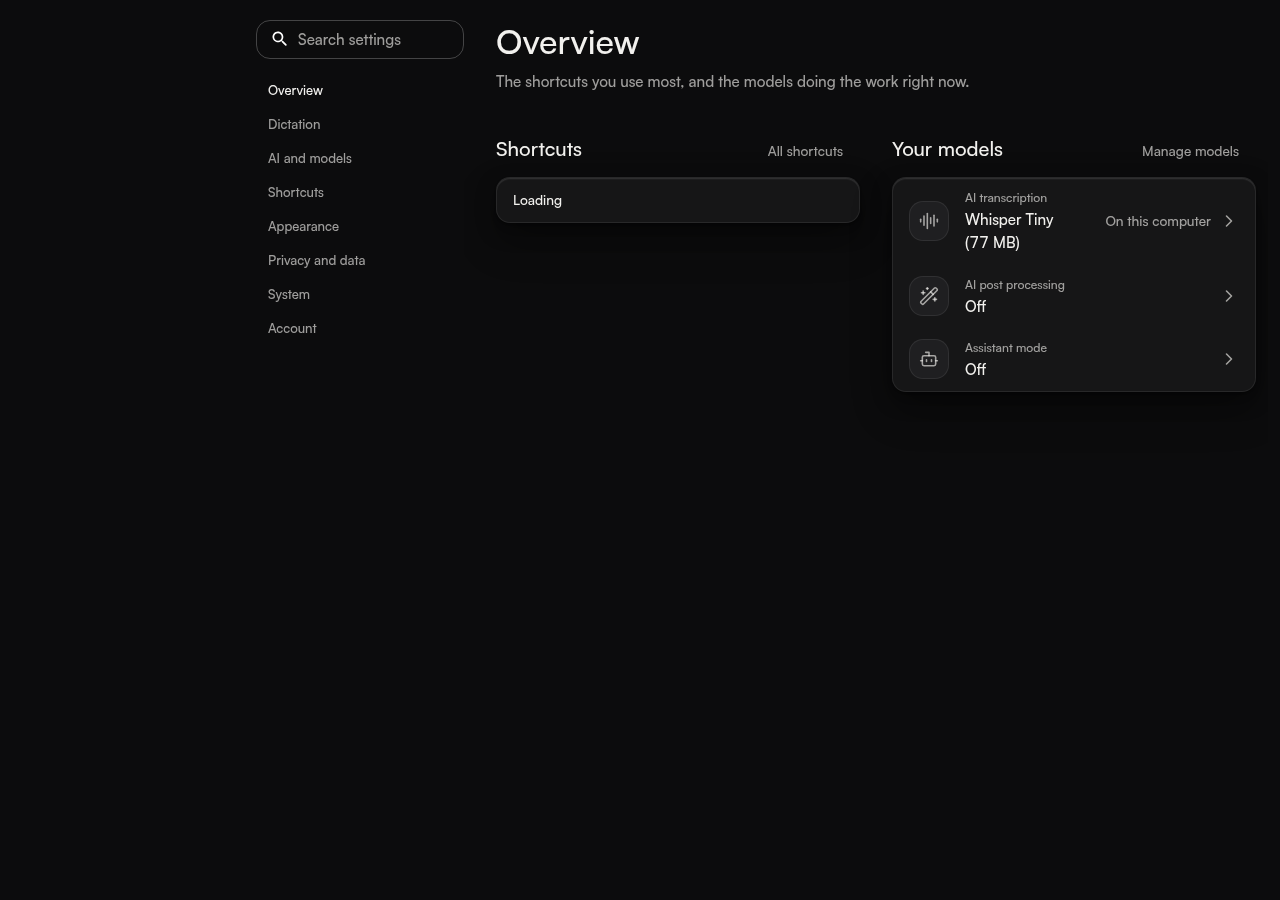 Search settings
Overview
Dictation
AI and models
Shortcuts
Appearance
Privacy and data
System
Account
Overview
The shortcuts you use most, and the models doing the work right now.
Shortcuts
All shortcuts
Loading
Your models
Manage models
AI transcription
Whisper Tiny
(77 MB)
On this computer
AI post processing
Off
Assistant mode
Off